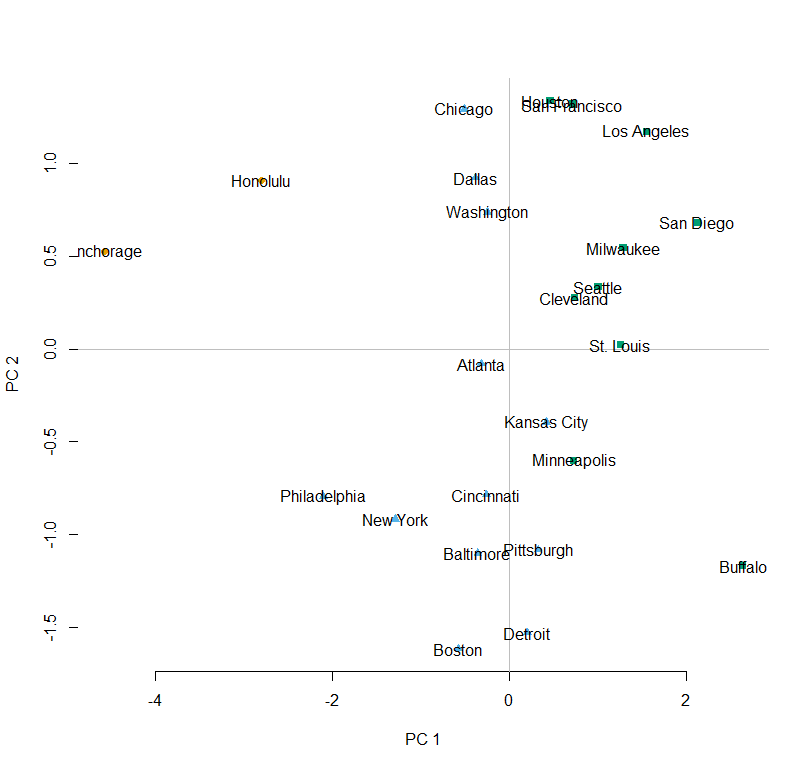 Chicago
Houston
San Francisco
Los Angeles
Honolulu
Dallas
Washington
San Diego
Milwaukee
nchorage
Seattle
Cleveland
St. Louis
Atlanta
Kansas City
Minneapolis
Philadelphia
Cincinnati
New York
Baltimore
Pittsburgh
Buffalo
Detroit
Boston
1.0
0.5
0.0
-0.5
-1.0
-1.5
PC 2
-4
-2
0
2
PC 1